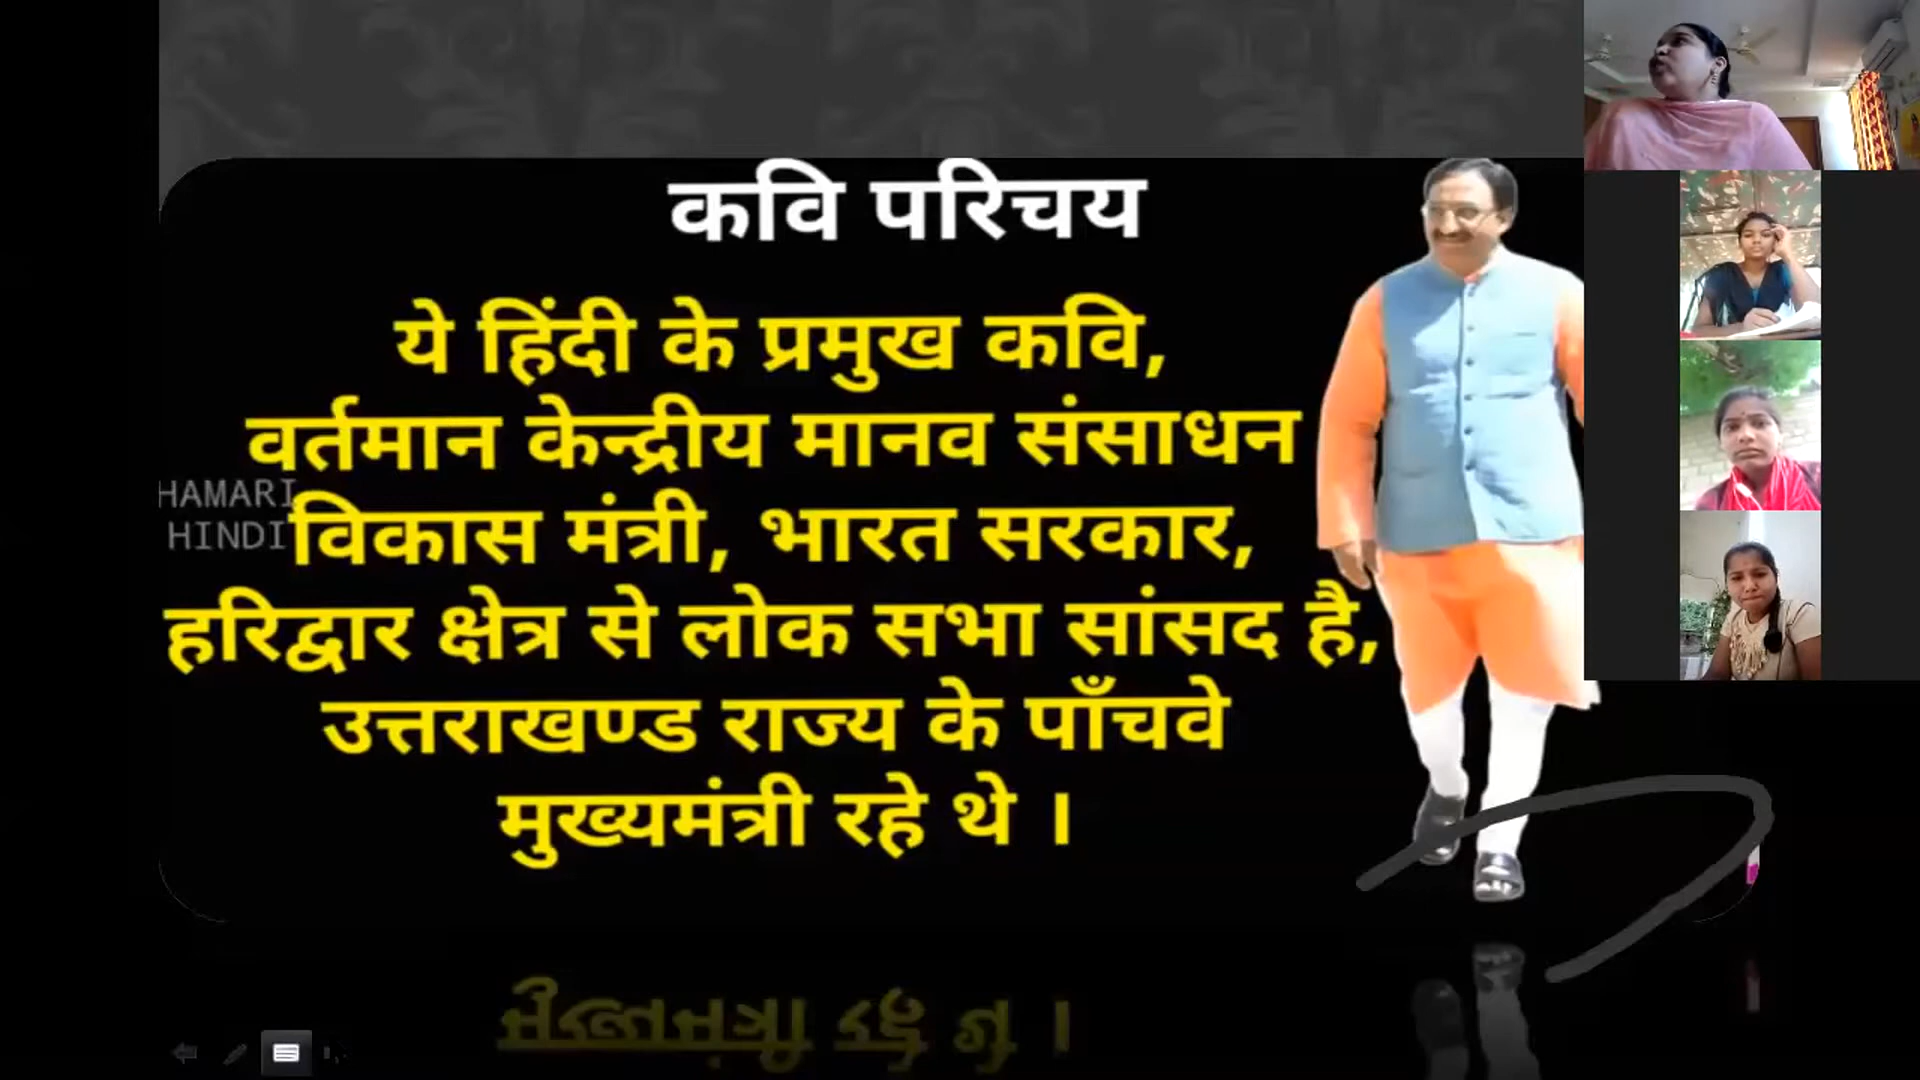 कवि परिचय
ये हिंदी के प्रमुख कवि,
वर्तमान केन्द्रीय मानव संसाधन
HAMARI
HINDI
विकास मंत्री, भारत सरकार,
हरिद्वार क्षेत्र से लोक सभा सांसद है,
उत्तराखण्ड राज्य के पाँचवे
मुख्यमंत्री रहे थे ।